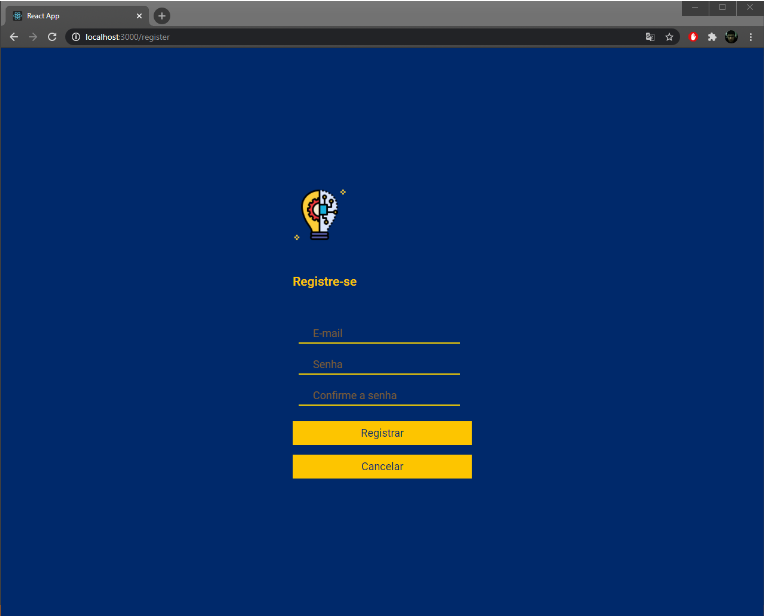 React App
localhost:3000/register
Registre-se
E-mail
Senha
Confirme a senha
Registrar
Cancelar